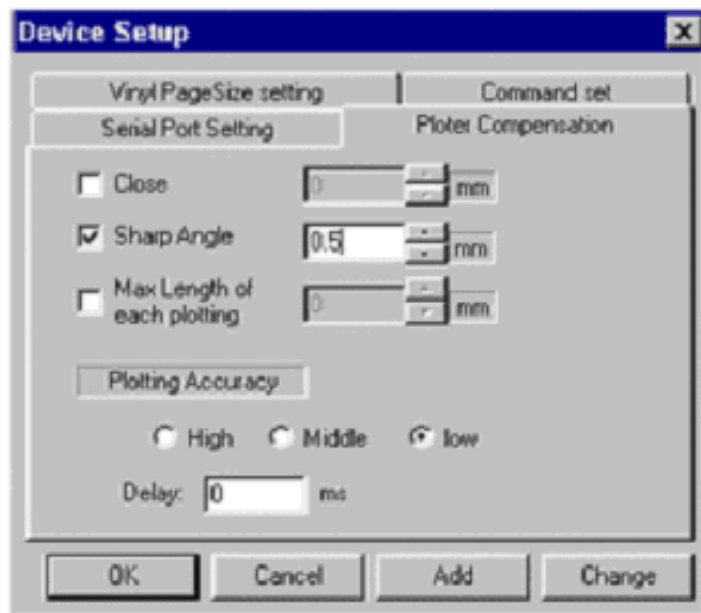 Device Setup
Vinyl PageSize setting Command set
Serial Port Setting Ploter Compensation
Close 0 mm
Sharp Angle 0.5 mm
Max Length of
each plotting 0 mm
Plotting Accuracy
High Middle low
Delay: 0 ms
OK Cancel Add Change